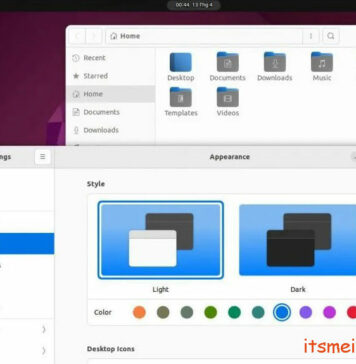 00:44 13 Thg 4
Home
Recent
Starred
Home
Documents
Downloads
Desktop
Documents
Downloads
Music
Templates
Videos
ngs
Appearance
Style
Light
Dark
Color
Desktop Icons
itsmei